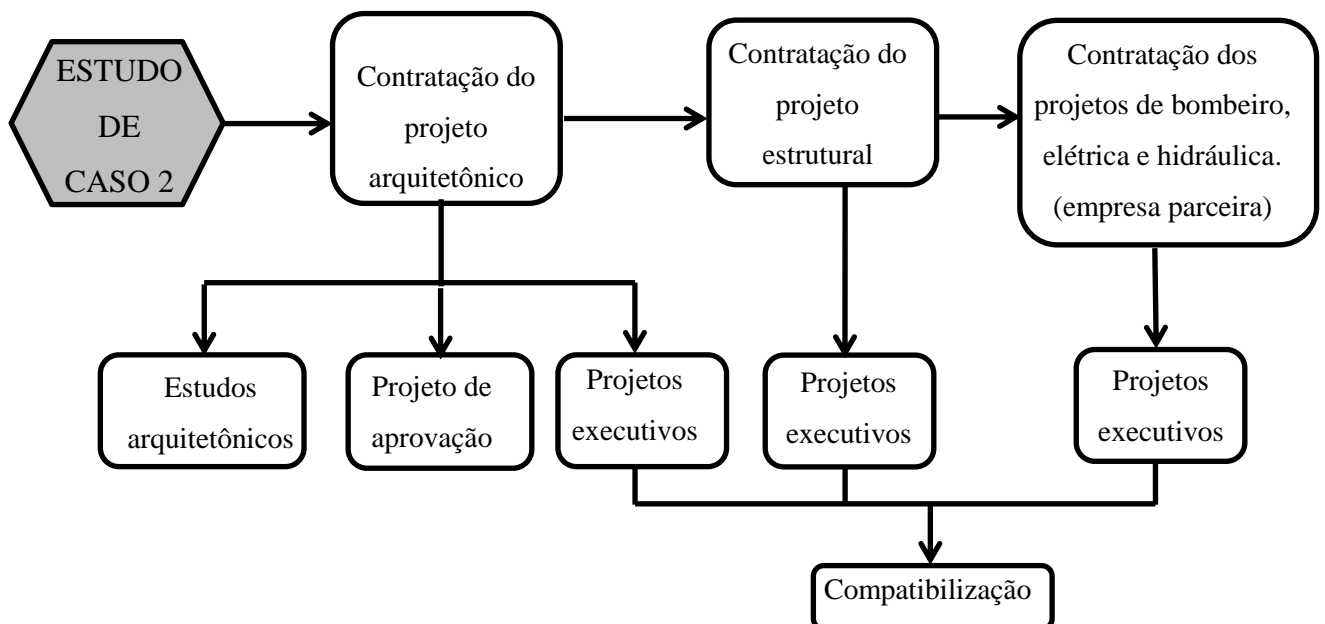 ESTUDO
DE
CASO 2
Contratação do
projeto
arquitetônico
Contratação do
projeto
estrutural
Contratação dos
projetos de bombeiro,
elétrica e hidráulica.
(empresa parceira)
Estudos
arquitetônicos
Projeto de
aprovação
Projetos
executivos
Projetos
executivos
Projetos
executivos
Compatibilização